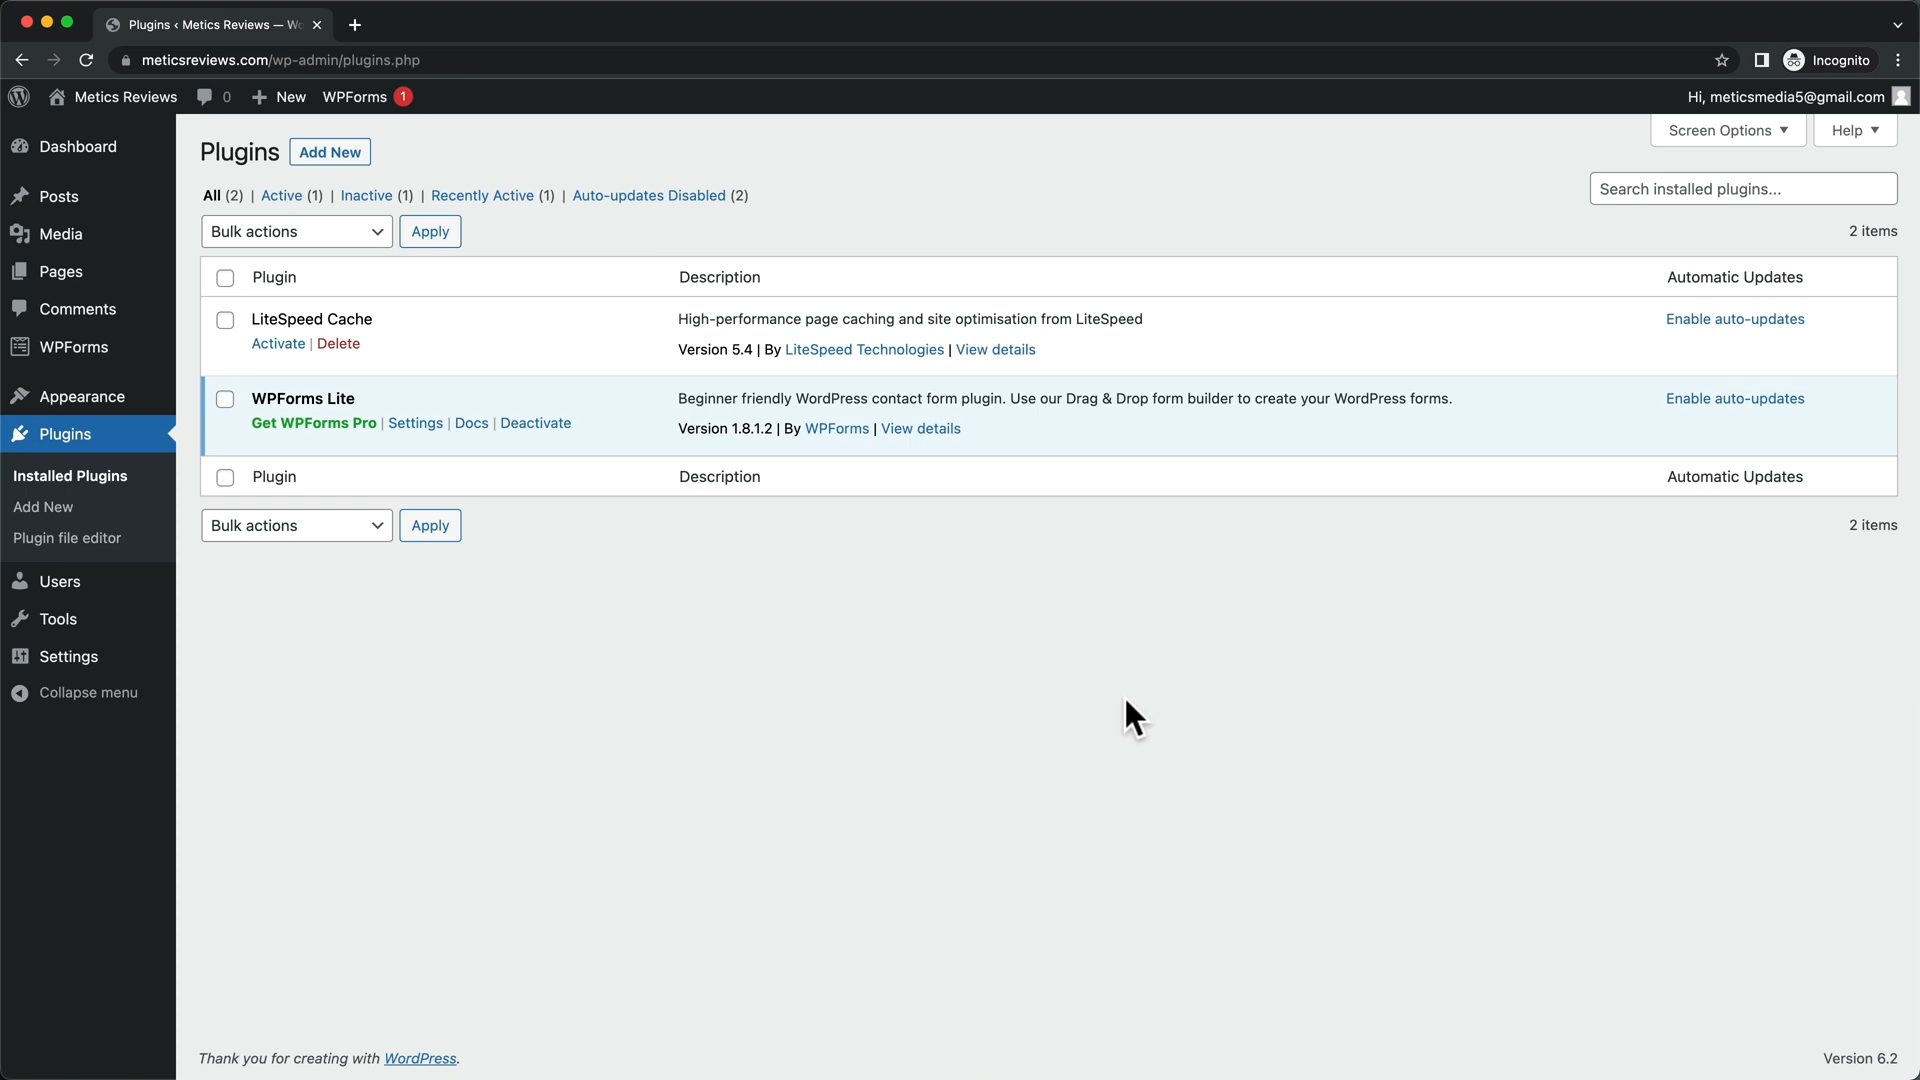 Plugins ‹ Metics Reviews — Wo
meticsreviews.com/wp-admin/plugins.php
Incognito
Metics Reviews
0
New
WPForms 1
Hi, meticsmedia5@gmail.com
Dashboard
Posts
Media
Pages
Comments
WPForms
Appearance
Plugins
Installed Plugins
Add New
Plugin file editor
Users
Tools
Settings
Collapse menu
Screen Options
Help
Plugins Add New
All (2) | Active (1) | Inactive (1) | Recently Active (1) | Auto-updates Disabled (2)
Search installed plugins...
Bulk actions Apply
2 items
Plugin Description Automatic Updates
LiteSpeed Cache High-performance page caching and site optimisation from LiteSpeed Enable auto-updates
Activate | Delete
Version 5.4 | By LiteSpeed Technologies | View details
WPForms Lite Beginner friendly WordPress contact form plugin. Use our Drag & Drop form builder to create your WordPress forms. Enable auto-updates
Get WPForms Pro | Settings | Docs | Deactivate
Version 1.8.1.2 | By WPForms | View details
Plugin Description Automatic Updates
Bulk actions Apply
2 items
Thank you for creating with WordPress.
Version 6.2